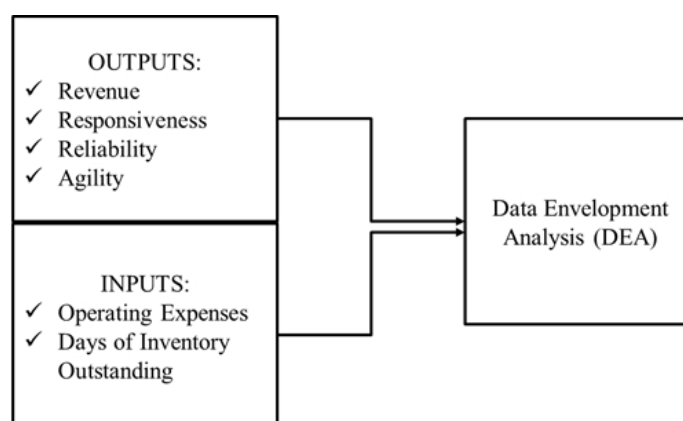 OUTPUTS:
✓ Revenue
✓ Responsiveness
✓ Reliability
✓ Agility
INPUTS:
✓ Operating Expenses
✓ Days of Inventory
Outstanding
Data Envelopment
Analysis (DEA)